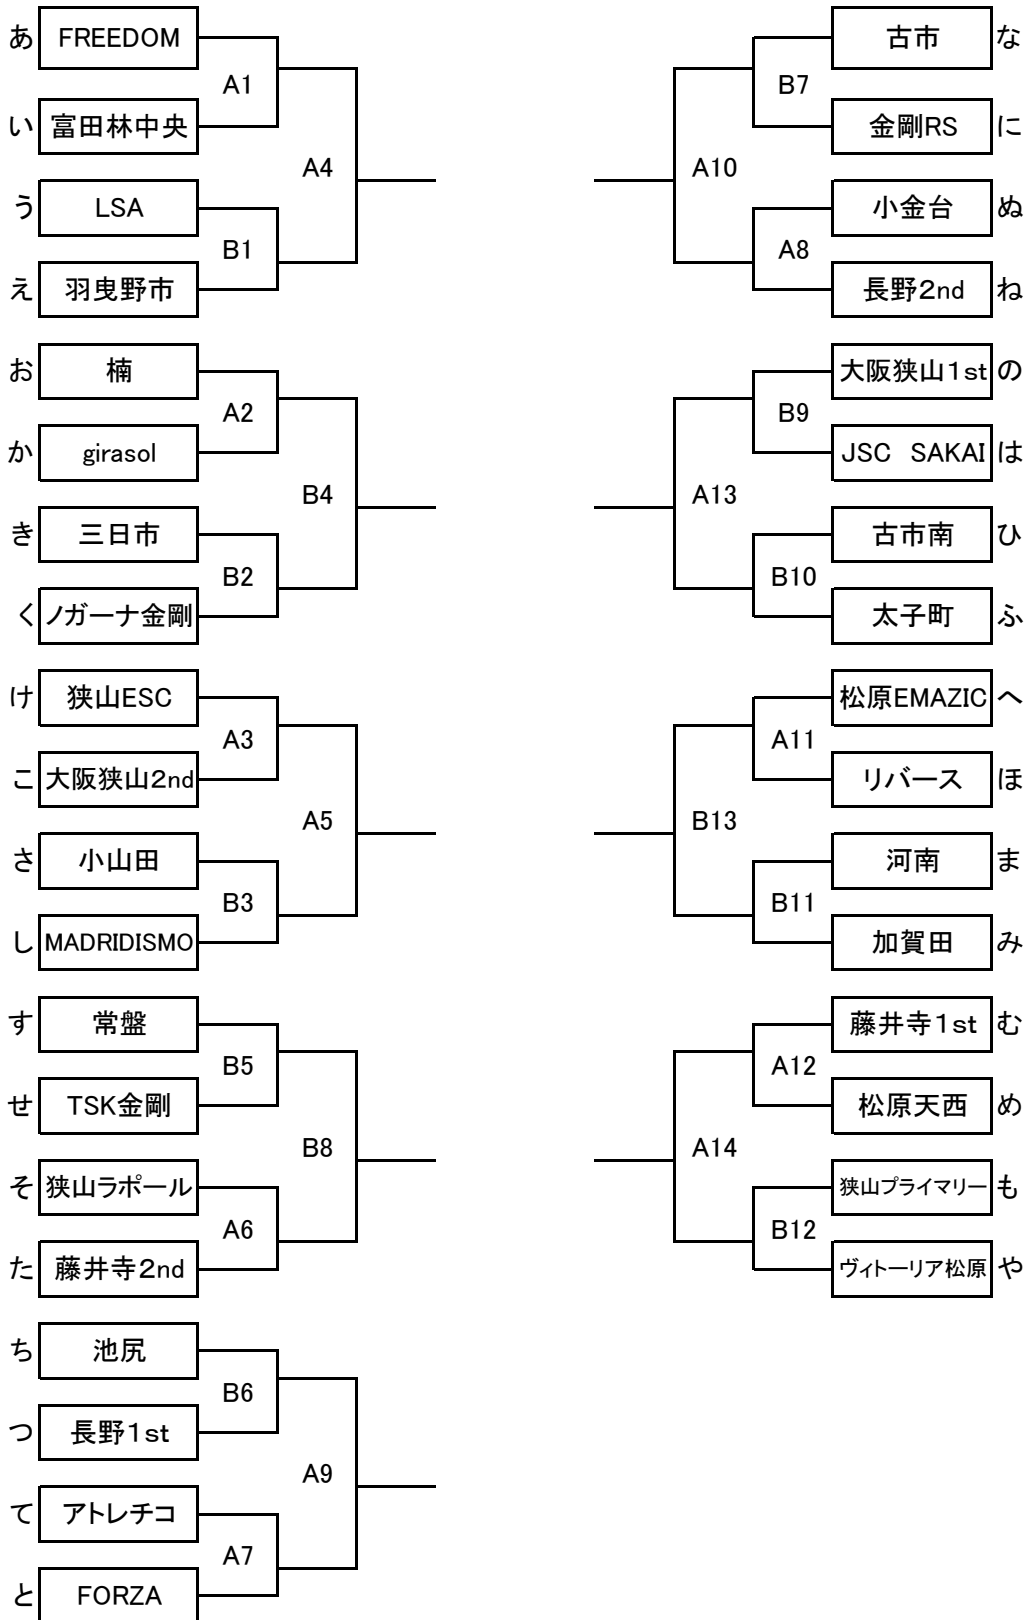 あ FREEDOM
A1
い 富田林中央
A4
う LSA
B1
え 羽曳野市
お 楠
A2
か girasol
B4
き 三日市
B2
く ノガーナ金剛
け 狭山ESC
A3
こ 大阪狭山2nd
A5
さ 小山田
B3
し MADRIDISMO
す 常盤
B5
せ TSK金剛
B8
そ 狭山ラポール
A6
た 藤井寺2nd
ち 池尻
B6
つ 長野1st
A9
て アトレチコ
A7
と FORZA
古市 な
B7
金剛RS に
A10
小金台 ぬ
A8
長野2nd ね
大阪狭山1st の
B9
JSC SAKAI は
A13
古市南 ひ
B10
太子町 ふ
松原EMAZIC へ
A11
リバース ほ
B13
河南 ま
B11
加賀田 み
藤井寺1st む
A12
松原天西 め
A14
狭山プライマリー も
B12
ヴィトーリア松原 や